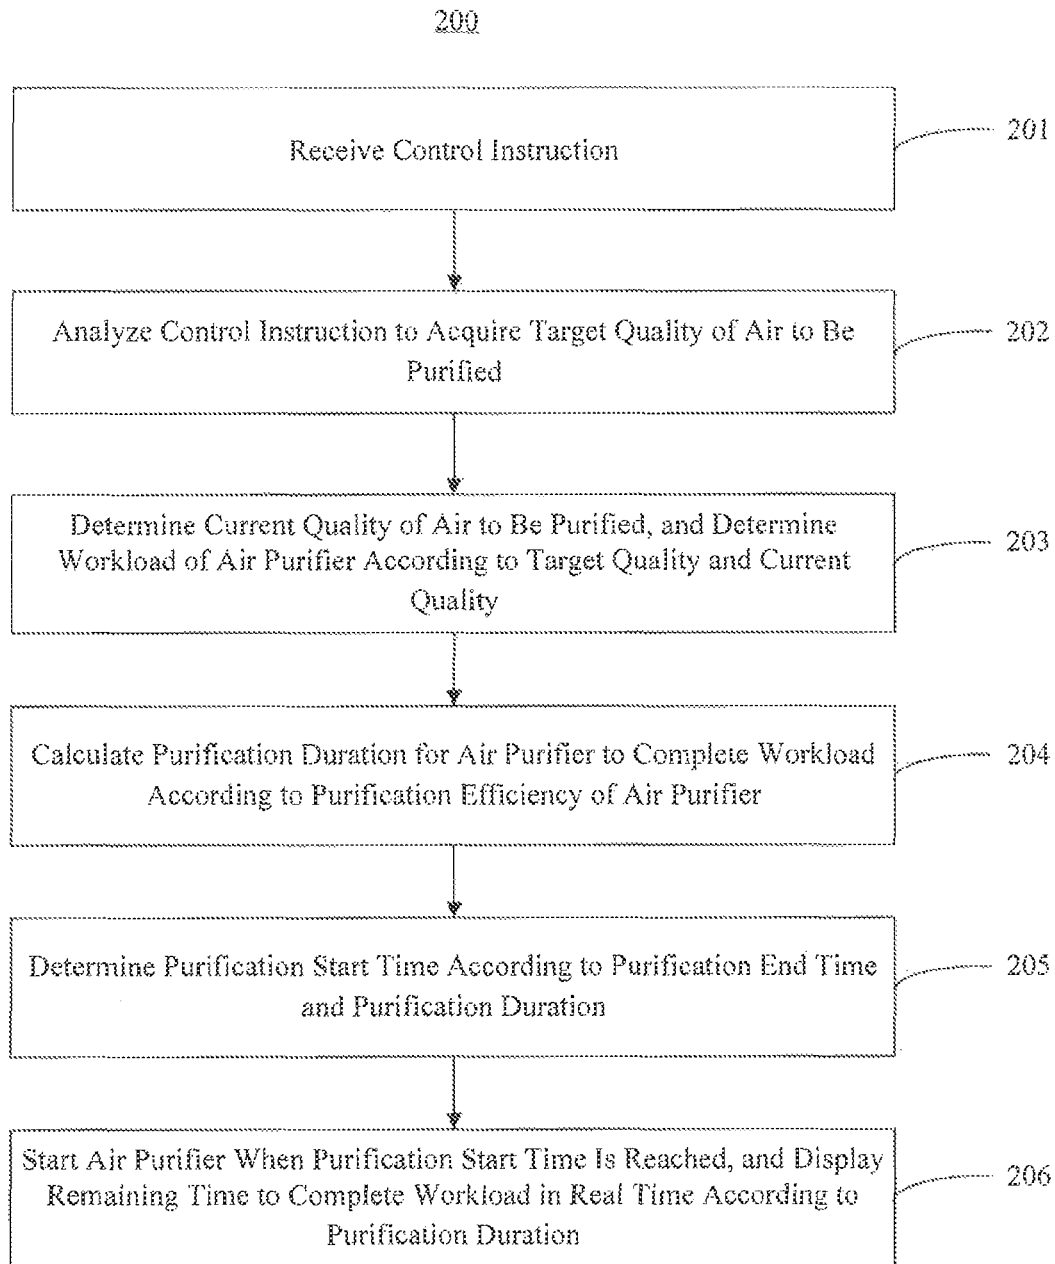 200
Receive Control Instruction
201
Analyze Control Instruction to Acquire Target Quality of Air to Be
Purified
202
Determine Current Quality of Air to Be Purified, and Determine
Workload of Air Purifier According to Target Quality and Current
Quality
203
Calculate Purification Duration for Air Purifier to Complete Workload
According to Purification Efficiency of Air Purifier
204
Determine Purification Start Time According to Purification End Time
and Purification Duration
205
Start Air Purifier When Purification Start Time Is Reached, and Display
Remaining Time to Complete Workload in Real Time According to
Purification Duration
206